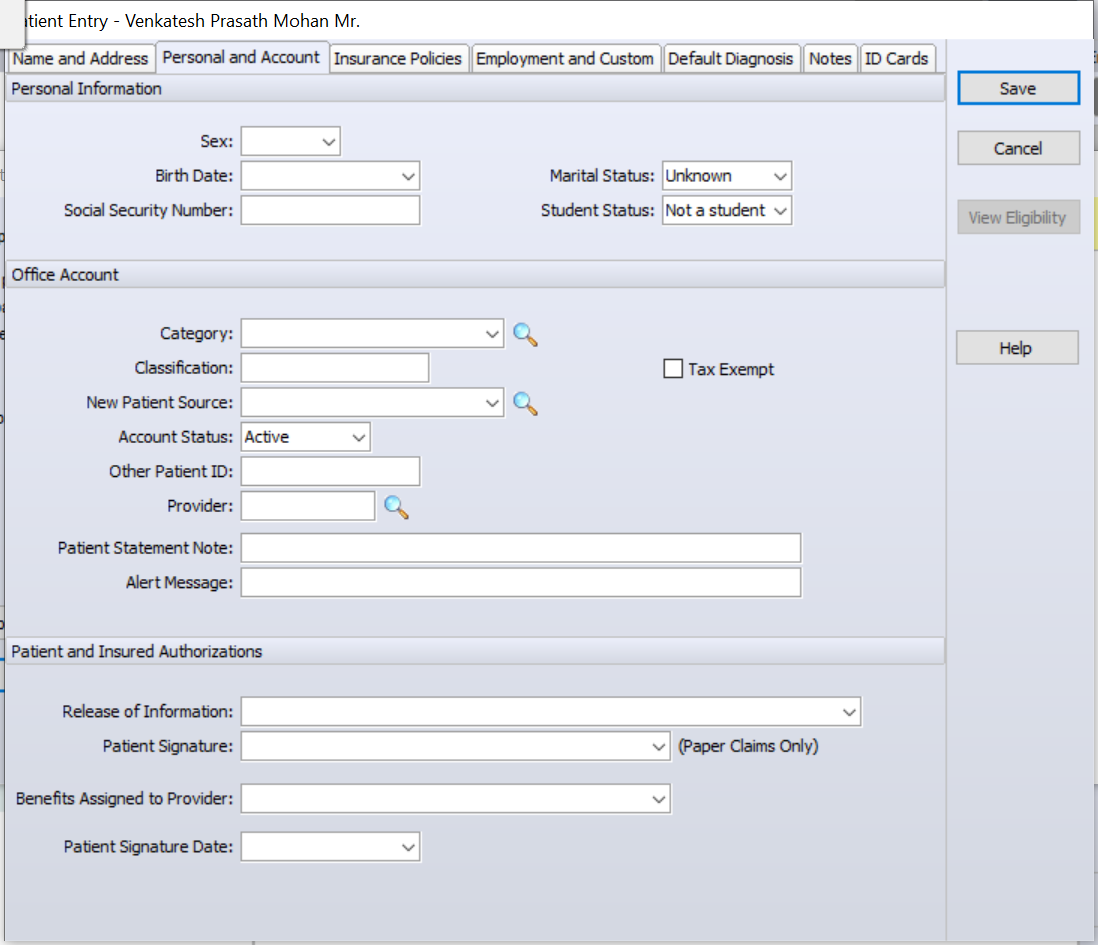 atient Entry - Venkatesh Prasath Mohan Mr.
Name and Address Personal and Account Insurance Policies Employment and Custom Default Diagnosis Notes ID Cards
Personal Information
Save
Sex:
Cancel
Birth Date: Marital Status: Unknown
Social Security Number: Student Status: Not a student
View Eligibility
Office Account
Category:
Help
Classification: Tax Exempt
New Patient Source:
Account Status: Active
Other Patient ID:
Provider:
Patient Statement Note:
Alert Message:
Patient and Insured Authorizations
Release of Information:
Patient Signature: (Paper Claims Only)
Benefits Assigned to Provider:
Patient Signature Date: